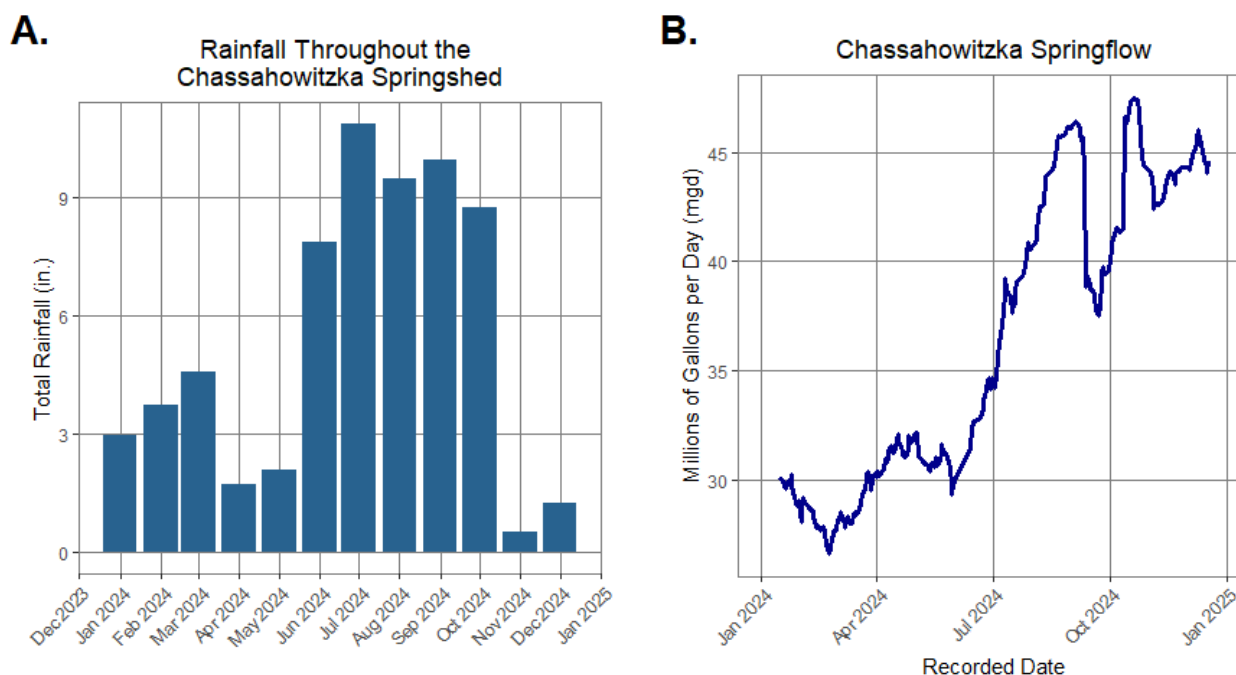 A.
Rainfall Throughout the
Chassahowitzka Springshed
Total Rainfall (in.)
9
6
3
0
Dec 2023
Jan 2024
Feb 2024
Mar 2024
Apr 2024
May 2024
Jun 2024
Jul 2024
Aug 2024
Sep 2024
Oct 2024
Nov 2024
Dec 2024
Jan 2025
B.
Chassahowitzka Springflow
Millions of Gallons per Day (mgd)
45
40
35
30
Jan 2024
Apr 2024
Jul 2024
Oct 2024
Jan 2025
Recorded Date